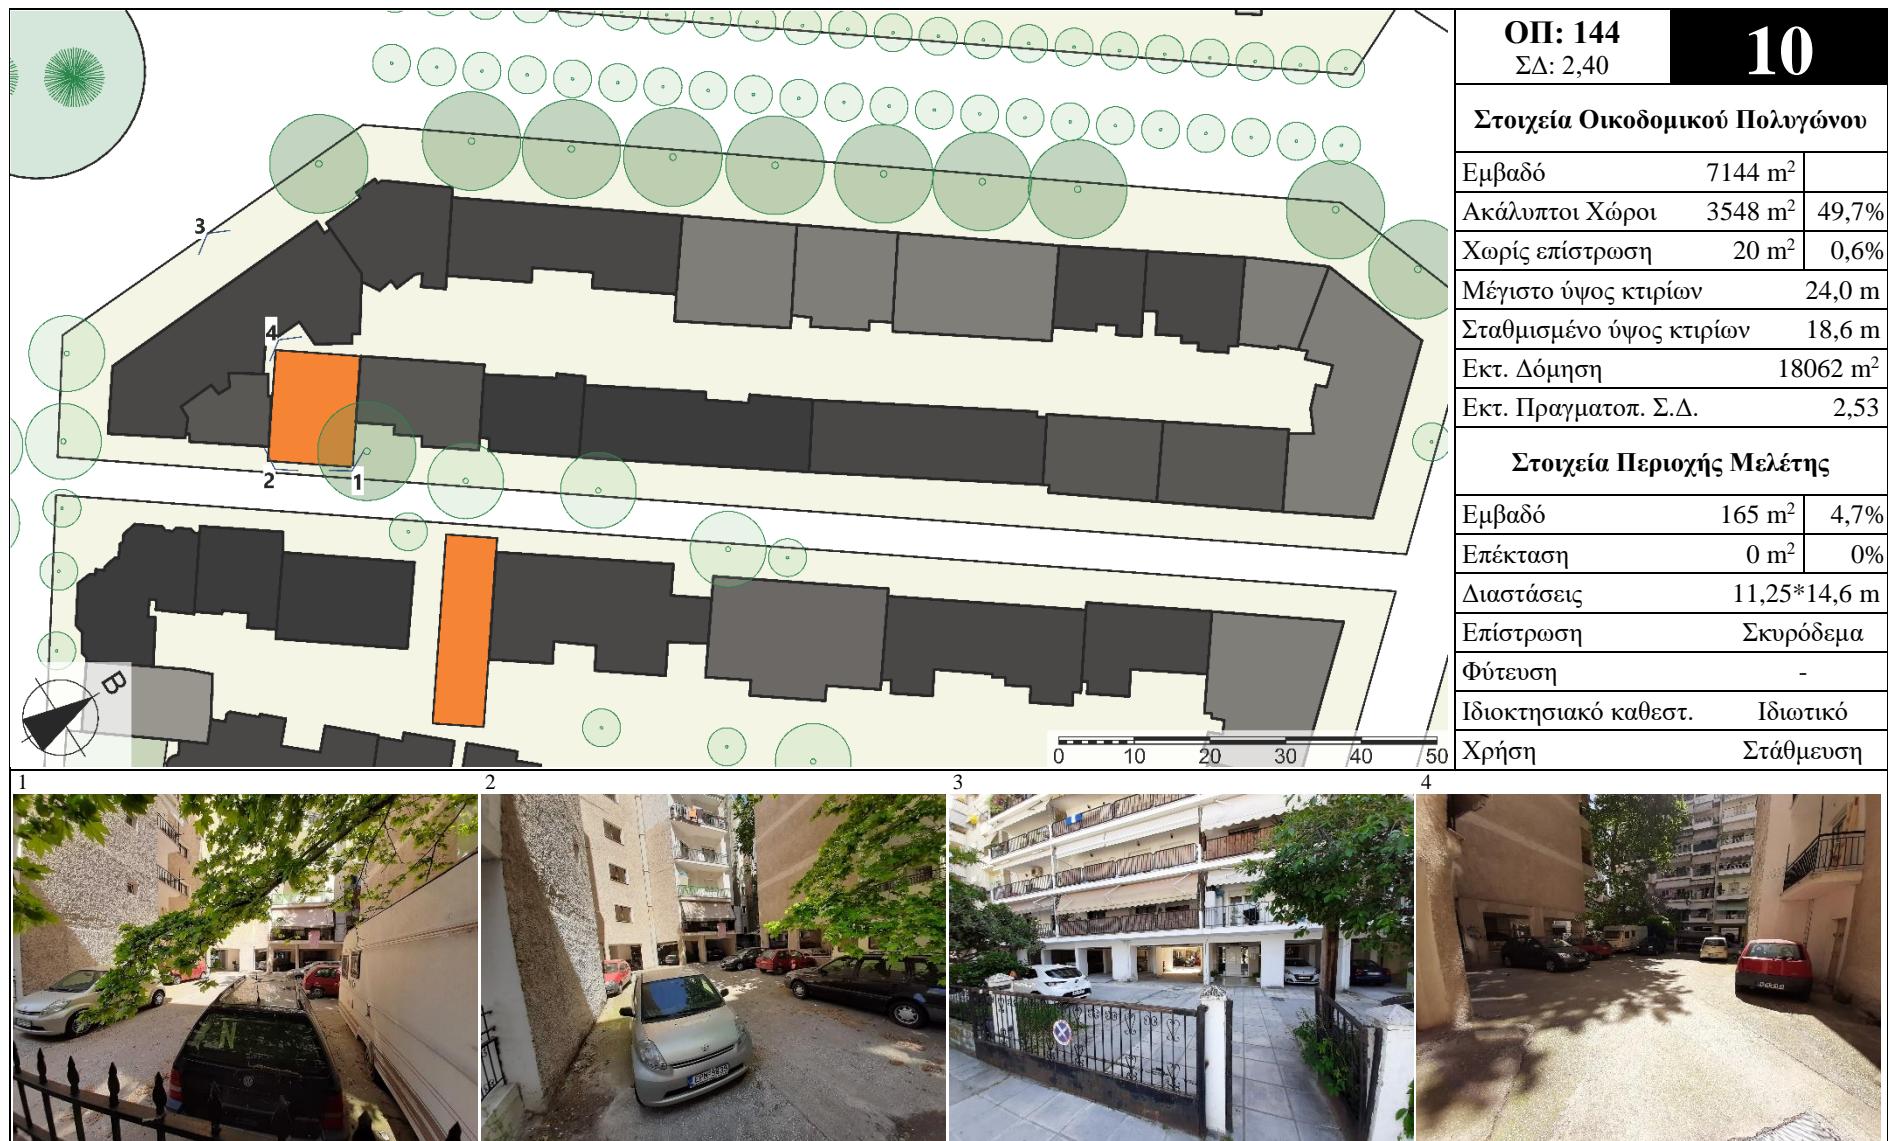 ΟΠ: 144
ΣΔ: 2,40
10
Στοιχεία Οικοδομικού Πολυγώνου
Εμβαδό 7144 m²
Ακάλυπτοι Χώροι 3548 m² 49,7%
Χωρίς επίστρωση 20 m² 0,6%
Μέγιστο ύψος κτιρίων 24,0 m
Σταθμισμένο ύψος κτιρίων 18,6 m
Εκτ. Δόμηση 18062 m²
Εκτ. Πραγματοπ. Σ.Δ. 2,53
Στοιχεία Περιοχής Μελέτης
Εμβαδό 165 m² 4,7%
Επέκταση 0 m² 0%
Διαστάσεις 11,25*14,6 m
Επίστρωση Σκυρόδεμα
Φύτευση -
Ιδιοκτησιακό καθεστ. Ιδιωτικό
Χρήση Στάθμευση
3
4
2 1
Β
0 10 20 30 40 50
1 2 3 4